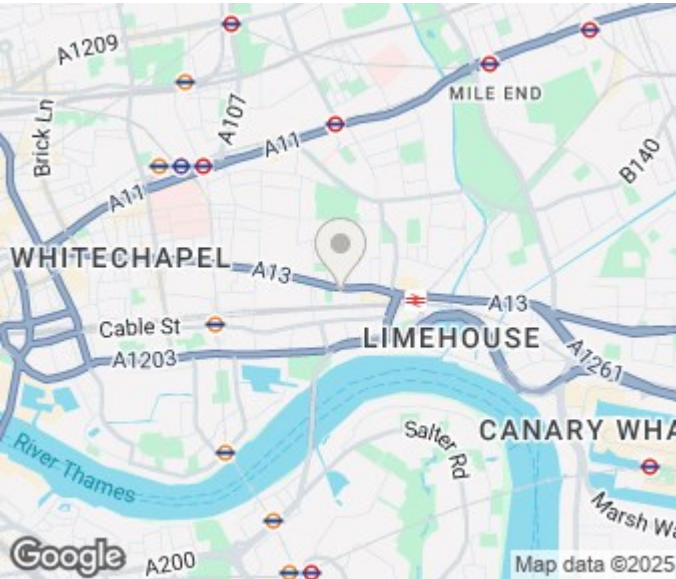 A1209
Brick Ln
A107
MILE END
A11
A11
B140
WHITECHAPEL
A13
A13
Cable St
LIMEHOUSE
A1203
A1261
CANARY WHA
Salter Rd
River Thames
Marsh Wa
Google
A200
Map data ©2025